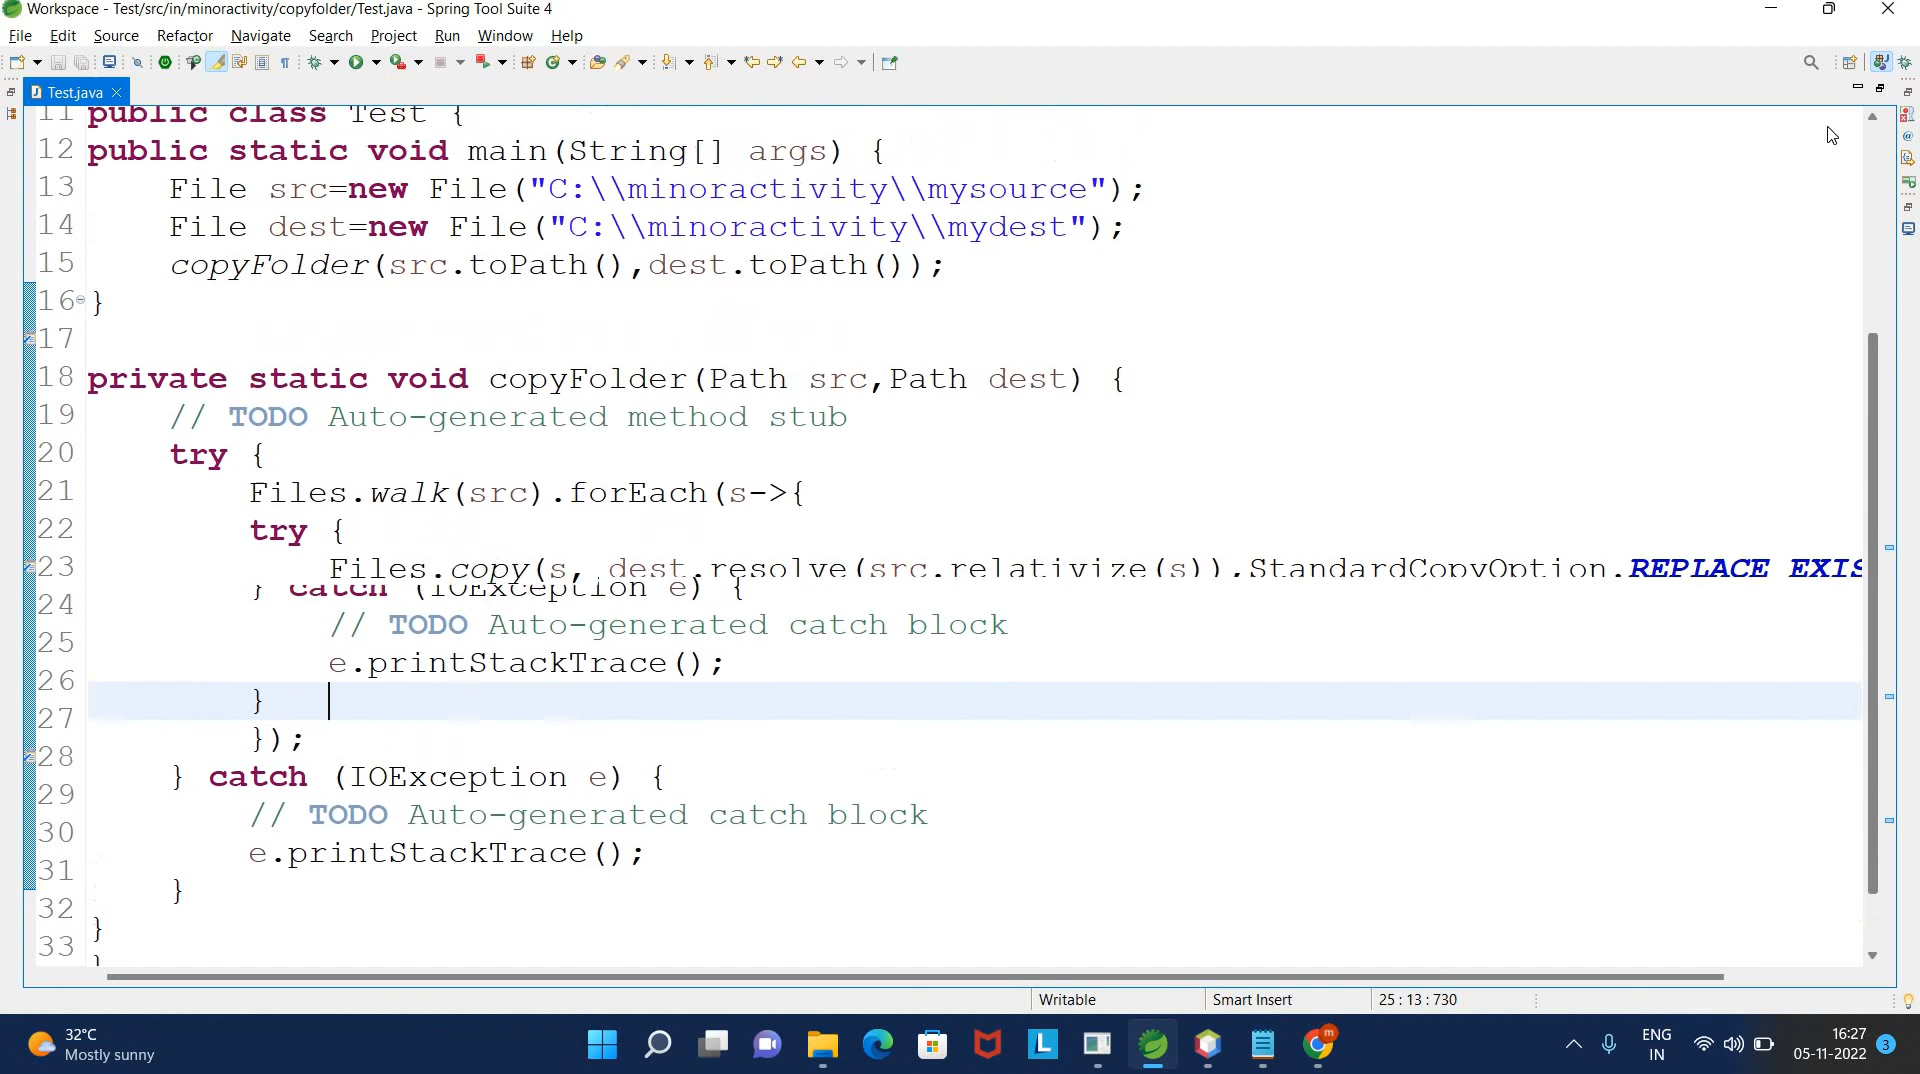 Workspace - Test/src/in/minoractivity/copyfolder/Test.java - Spring Tool Suite 4
File Edit Source Refactor Navigate Search Project Run Window Help
Test.java
11 public class Test {
12 public static void main(String[] args) {
13 File src=new File("C:\\minoractivity\\mysource");
14 File dest=new File("C:\\minoractivity\\mydest");
15 copyFolder(src.toPath(),dest.toPath());
16 }
17
18 private static void copyFolder(Path src,Path dest) {
19 // TODO Auto-generated method stub
20 try {
21 Files.walk(src).forEach(s->{
22 try {
23 Files.copy(s, dest.resolve(src.relativize(s)),StandardCopyOption.REPLACE_EXIS
24 } catch (IOException e) {
25 // TODO Auto-generated catch block
26 e.printStackTrace();
27 }
28 });
29 } catch (IOException e) {
30 // TODO Auto-generated catch block
31 e.printStackTrace();
32 }
33 }
}
Writable Smart Insert 25 : 13 : 730
32°C
Mostly sunny
ENG
IN
16:27
05-11-2022
3